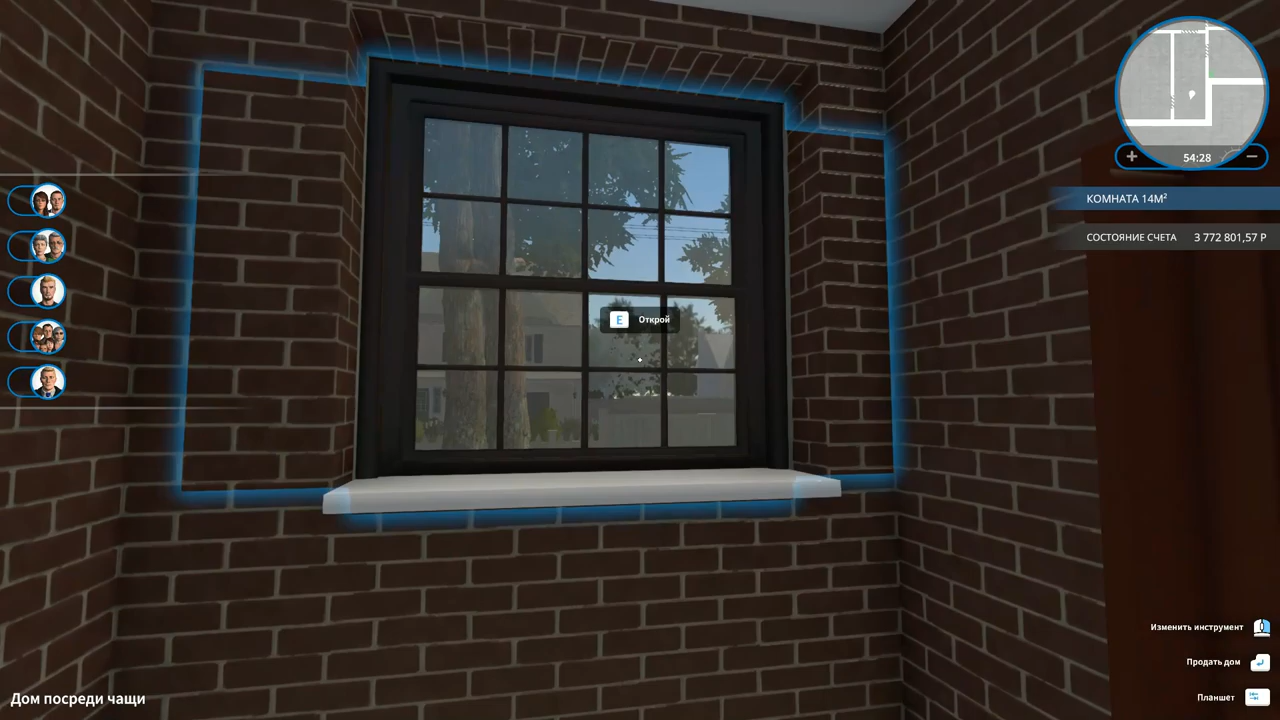 54:28
КОМНАТА 14М²
СОСТОЯНИЕ СЧЕТА 3 772 801,57 Р
E Открой
Изменить инструмент
Продать дом
Планшет
Дом посреди чащи